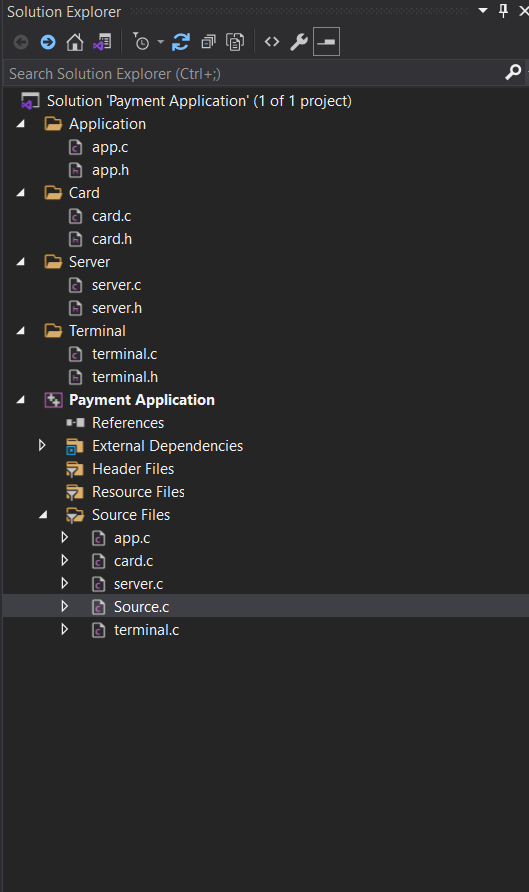 Solution Explorer
Search Solution Explorer (Ctrl+;)
Solution 'Payment Application' (1 of 1 project)
Application
app.c
app.h
Card
card.c
card.h
Server
server.c
server.h
Terminal
terminal.c
terminal.h
Payment Application
References
External Dependencies
Header Files
Resource Files
Source Files
app.c
card.c
server.c
Source.c
terminal.c